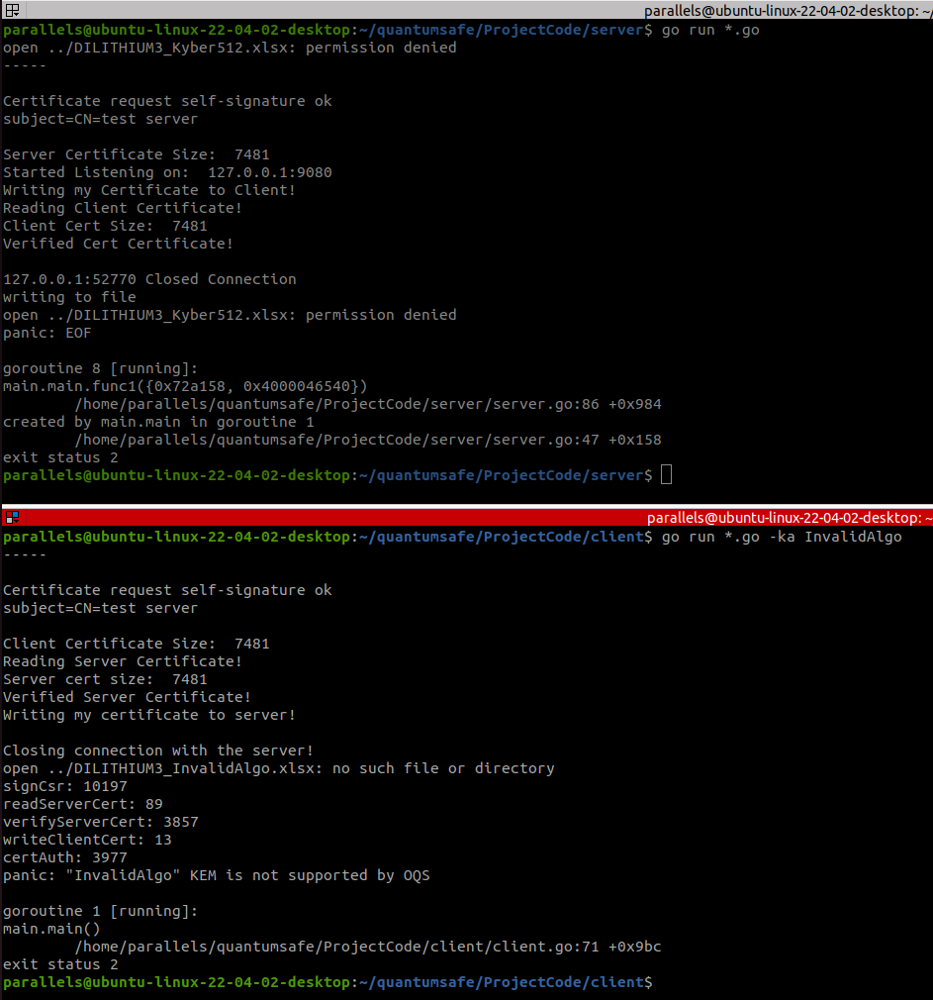 parallels@ubuntu-linux-22-04-02-desktop: ~/
parallels@ubuntu-linux-22-04-02-desktop:~/quantumsafe/ProjectCode/server$ go run *.go
open ../DILITHIUM3_Kyber512.xlsx: permission denied
-----
Certificate request self-signature ok
subject=CN=test server
Server Certificate Size:  7481
Started Listening on:  127.0.0.1:9080
Writing my Certificate to Client!
Reading Client Certificate!
Client Cert Size:  7481
Verified Cert Certificate!
127.0.0.1:52770 Closed Connection
writing to file
open ../DILITHIUM3_Kyber512.xlsx: permission denied
panic: EOF
goroutine 8 [running]:
main.main.func1({0x72a158, 0x4000046540})
        /home/parallels/quantumsafe/ProjectCode/server/server.go:86 +0x984
created by main.main in goroutine 1
        /home/parallels/quantumsafe/ProjectCode/server/server.go:47 +0x158
exit status 2
parallels@ubuntu-linux-22-04-02-desktop:~/quantumsafe/ProjectCode/server$
parallels@ubuntu-linux-22-04-02-desktop: ~
parallels@ubuntu-linux-22-04-02-desktop:~/quantumsafe/ProjectCode/client$ go run *.go -ka InvalidAlgo
-----
Certificate request self-signature ok
subject=CN=test server
Client Certificate Size:  7481
Reading Server Certificate!
Server cert size:  7481
Verified Server Certificate!
Writing my certificate to server!
Closing connection with the server!
open ../DILITHIUM3_InvalidAlgo.xlsx: no such file or directory
signCsr: 10197
readServerCert: 89
verifyServerCert: 3857
writeClientCert: 13
certAuth: 3977
panic: "InvalidAlgo" KEM is not supported by OQS
goroutine 1 [running]:
main.main()
        /home/parallels/quantumsafe/ProjectCode/client/client.go:71 +0x9bc
exit status 2
parallels@ubuntu-linux-22-04-02-desktop:~/quantumsafe/ProjectCode/client$